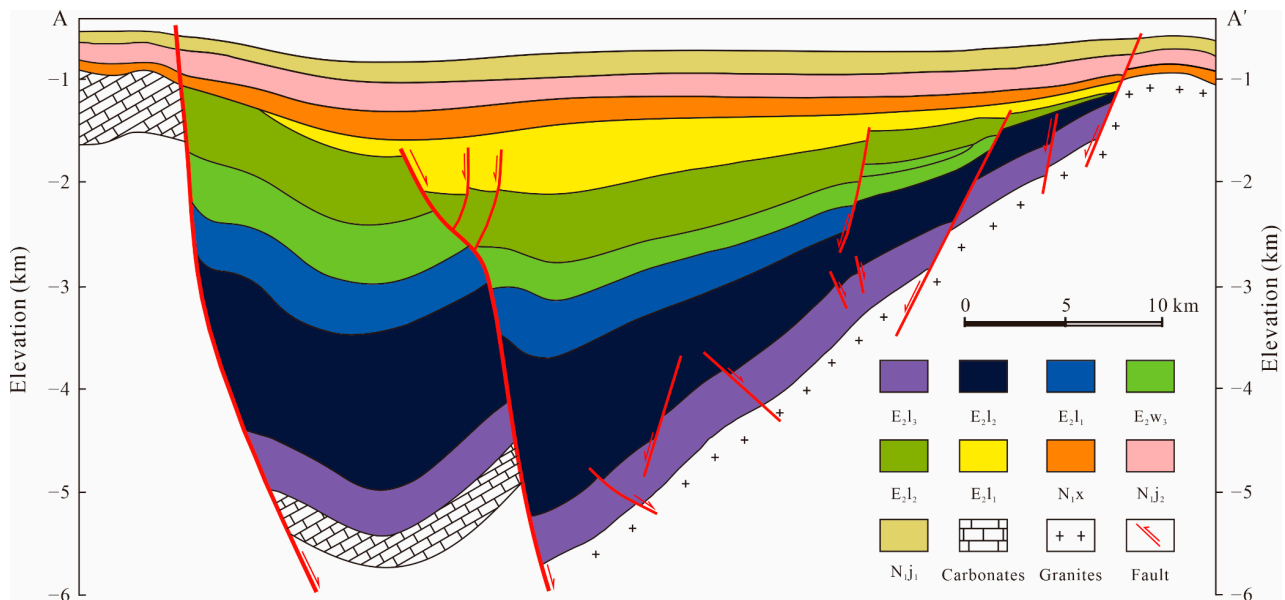 A A′
−1 −1
−2 −2
−3 −3
−4 −4
−5 −5
−6 −6
Elevation (km)
Elevation (km)
0 5 10 km
E₂l₃ E₂l₂ E₂l₁ E₂w₃
E₂l₂ E₂l₁ N₁x N₁j₂
N₁j₁ Carbonates Granites Fault